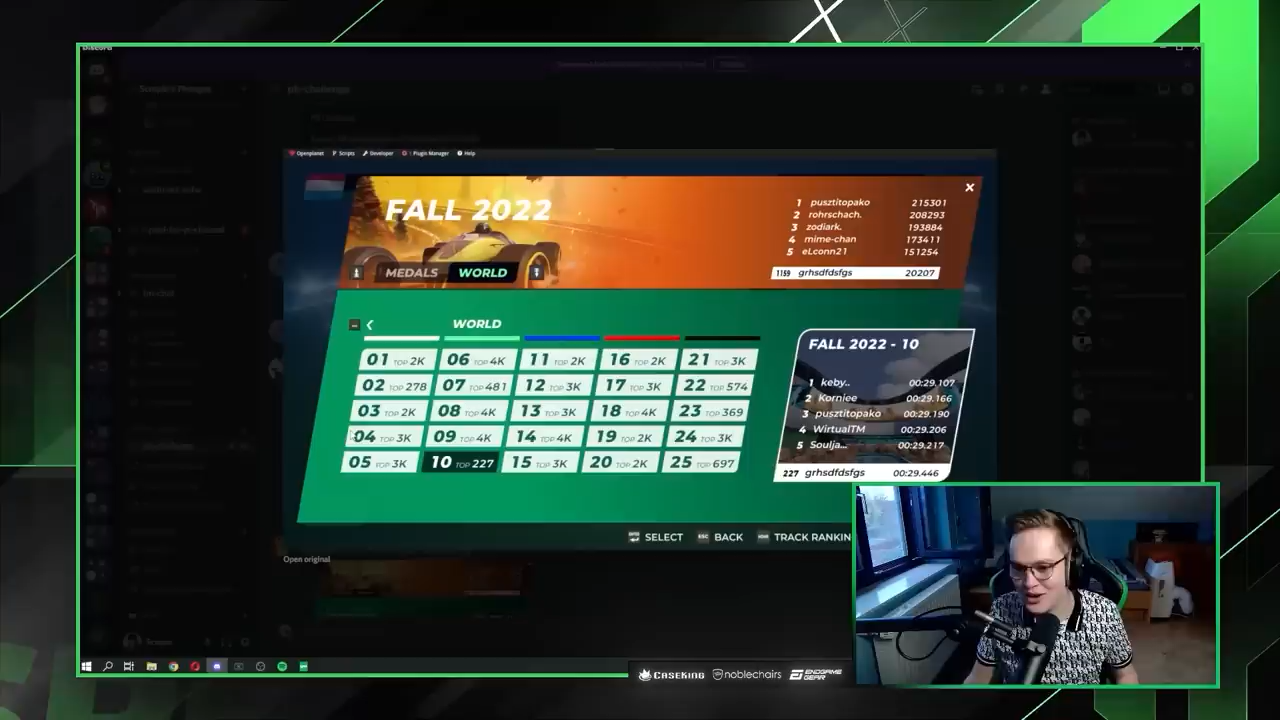 Discord
pb-challenge
Openplanet Scripts Developer Plugin Manager Help
FALL 2022
1 pusztitopako 215301
2 rohrschach. 208293
3 zodiark. 193884
4 mime-chan 173411
5 eLconn21 151254
1159 grhsdfdsfgs 20207
MEDALS WORLD
WORLD
01 TOP 2K 06 TOP 4K 11 TOP 2K 16 TOP 2K 21 TOP 3K
02 TOP 278 07 TOP 481 12 TOP 3K 17 TOP 3K 22 TOP 574
03 TOP 2K 08 TOP 4K 13 TOP 3K 18 TOP 4K 23 TOP 369
04 TOP 3K 09 TOP 4K 14 TOP 4K 19 TOP 2K 24 TOP 3K
05 TOP 3K 10 TOP 227 15 TOP 3K 20 TOP 2K 25 TOP 697
FALL 2022 - 10
1 keby.. 00:29.107
2 Korniee 00:29.166
3 pusztitopako 00:29.190
4 WirtualTM 00:29.206
5 Soulja... 00:29.217
227 grhsdfdsfgs 00:29.446
SELECT ESC BACK TRACK RANKIN
Open original
CASEKING noblechairs ENDGAME GEAR